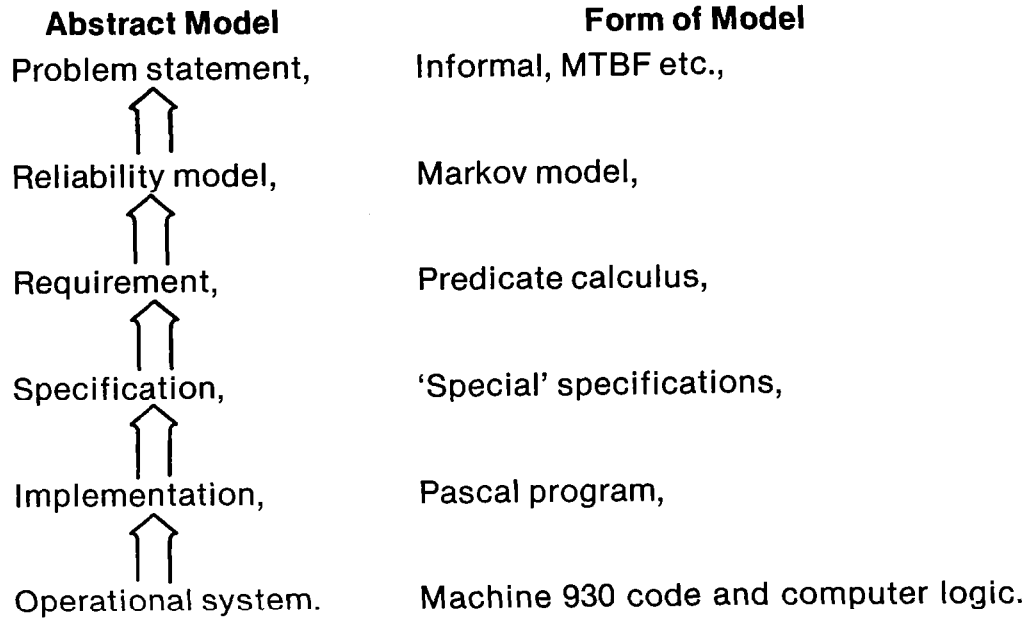 Abstract Model Form of Model
Problem statement, Informal, MTBF etc.,
Reliability model, Markov model,
Requirement, Predicate calculus,
Specification, ‘Special’ specifications,
Implementation, Pascal program,
Operational system. Machine 930 code and computer logic.